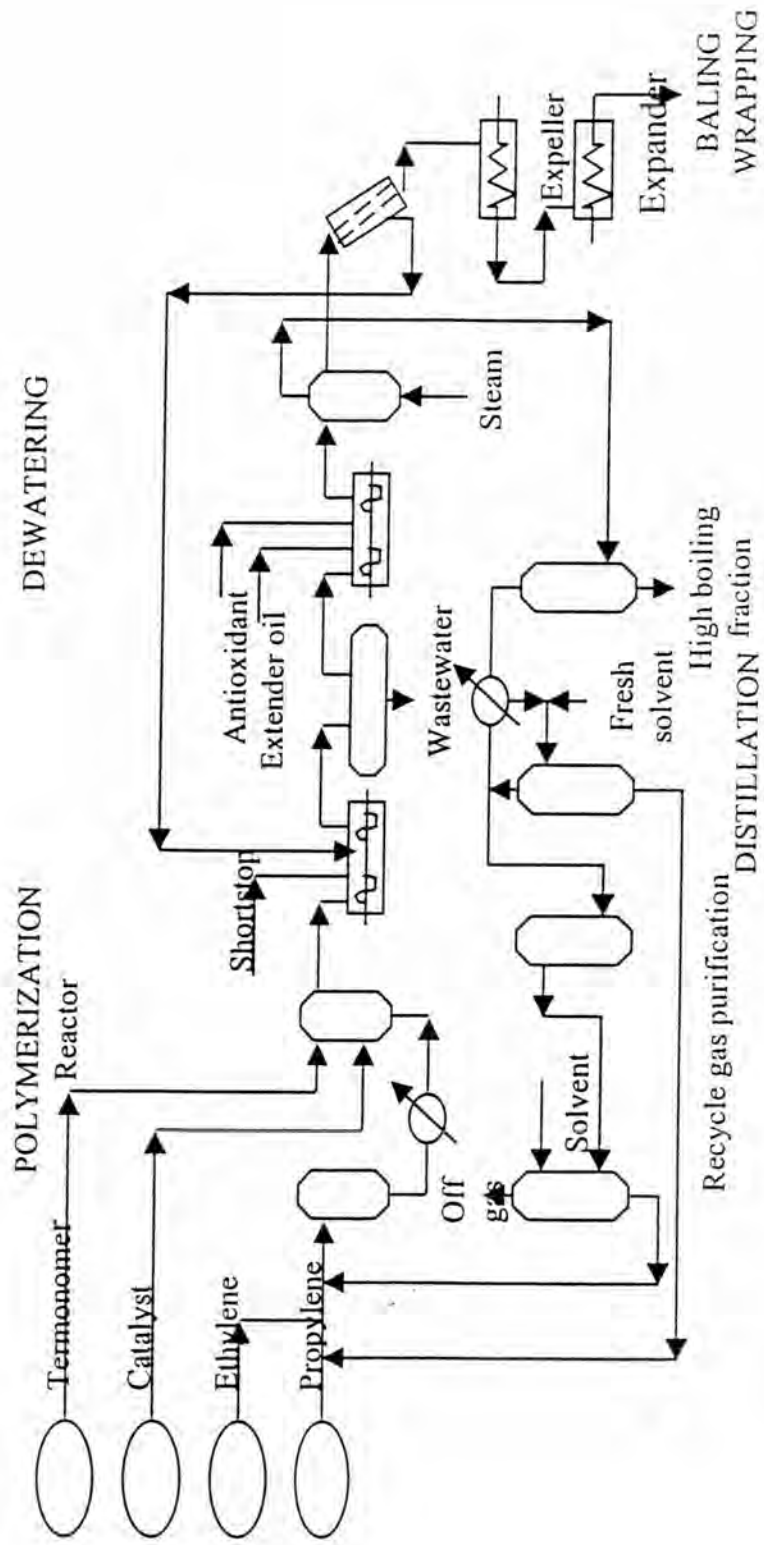 POLYMERIZATION
DEWATERING
Termonomer
Reactor
Catalyst
Ethylene
Propylene
Shortstop
Antioxidant
Extender oil
Steam
Expeller
Expander
BALING
WRAPPING
Off
gas
Solvent
Wastewater
Fresh
solvent
High boiling
fraction
Recycle gas purification
DISTILLATION